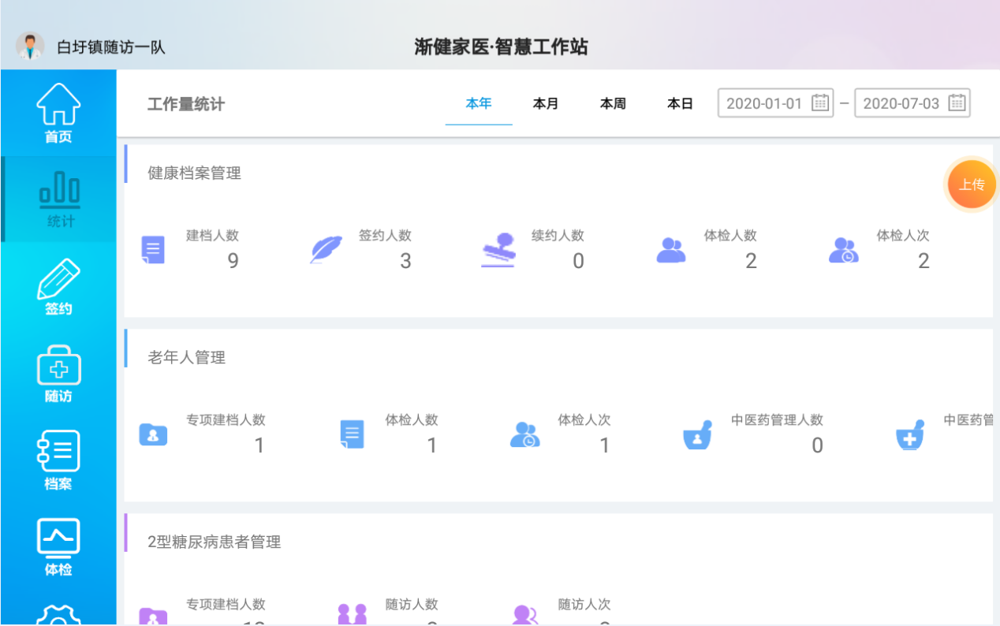 白圩镇随访一队
渐健家医·智慧工作站
首页
统计
签约
随访
档案
体检
工作量统计
本年 本月 本周 本日 2020-01-01 – 2020-07-03
上传
健康档案管理
建档人数 签约人数 续约人数 体检人数 体检人次
9 3 0 2 2
老年人管理
专项建档人数 体检人数 体检人次 中医药管理人数 中医药管
1 1 1 0
2型糖尿病患者管理
专项建档人数 随访人数 随访人次